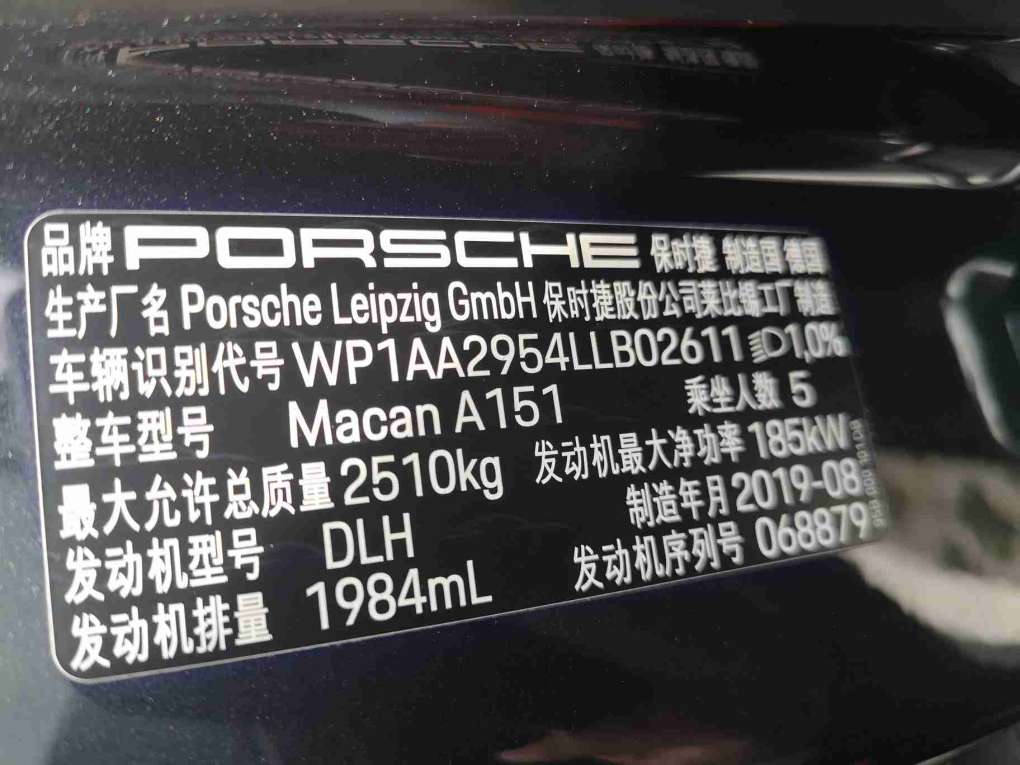 品牌 PORSCHE 保时捷 制造国 德国
生产厂名 Porsche Leipzig GmbH 保时捷股份公司莱比锡工厂制造
车辆识别代号 WP1AA2954LLB02611 1,0%
整车型号 Macan A151 乘坐人数 5
最大允许总质量 2510kg 发动机最大净功率 185kW
发动机型号 DLH 制造年月 2019-08
发动机排量 1984mL 发动机序列号 068879